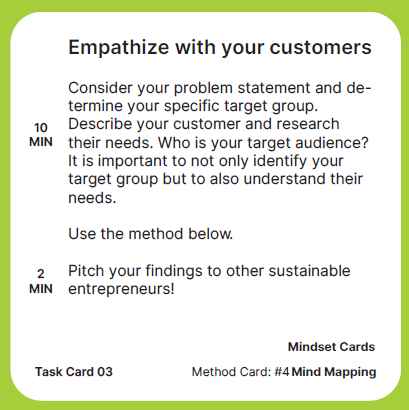 Empathize with your customers
Consider your problem statement and de-
termine your specific target group.
10
MIN
Describe your customer and research
their needs. Who is your target audience?
It is important to not only identify your
target group but to also understand their
needs.
Use the method below.
2
MIN
Pitch your findings to other sustainable
entrepreneurs!
Mindset Cards
Task Card 03
Method Card: #4 Mind Mapping